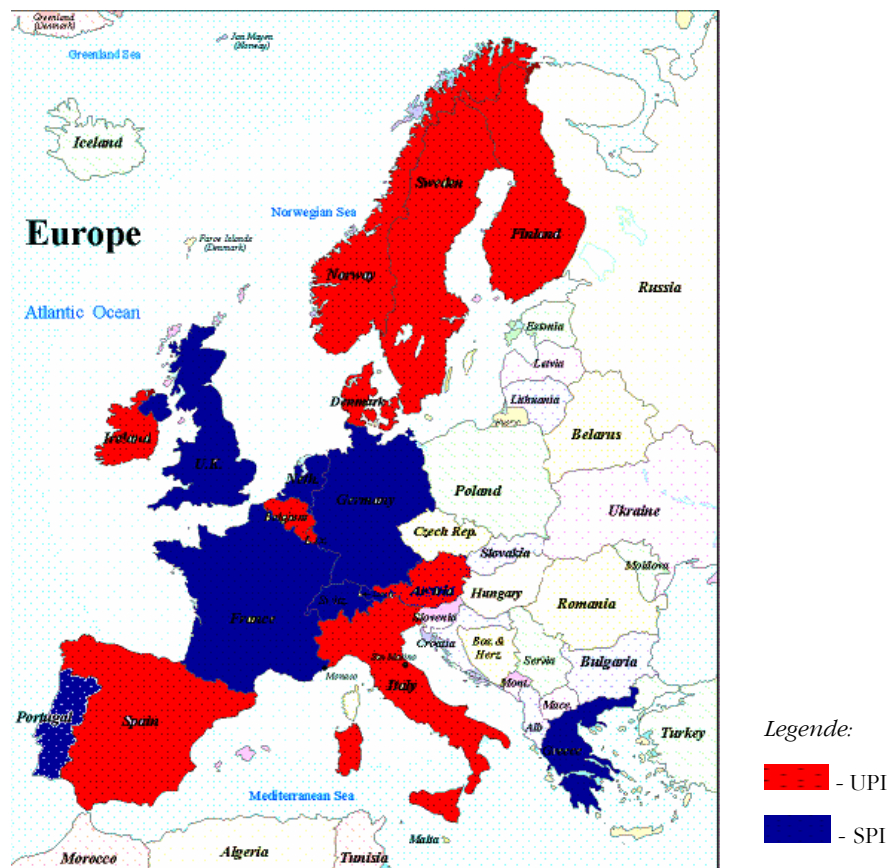 Greenland
(Denmark)
Jan Mayen
(Norway)
Greenland Sea
Iceland
Norwegian Sea
Europe
Faroe Islands
(Denmark)
Atlantic Ocean
Sweden
Finland
Norway
Russia
Estonia
Latvia
Lithuania
Denmark
Belarus
Ireland
U.K.
Neth.
Germany
Poland
Ukraine
Belgium
Czech Rep.
Slovakia
Moldova
Austria
Hungary
Romania
France
Slovenia
Croatia
Bos. &
Herz.
Serbia
Bulgaria
San Marino
Monaco
Italy
Mont.
Mace.
Alb
Portugal
Spain
Greece
Turkey
Mediterranean Sea
Malta
Morocco
Algeria
Tunisia
Legende:
- UPI
- SPI